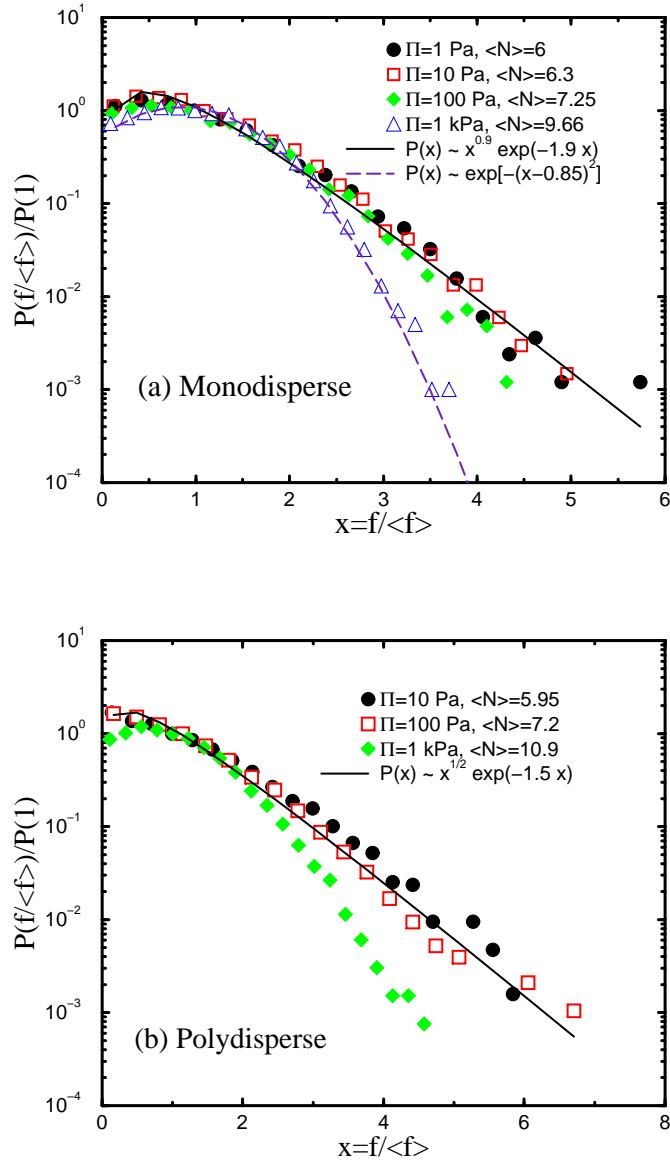 10^1
Π=1 Pa, <N>=6
Π=10 Pa, <N>=6.3
Π=100 Pa, <N>=7.25
10^0
Π=1 kPa, <N>=9.66
P(x) ~ x^0.9 exp(−1.9 x)
P(x) ~ exp[−(x−0.85)^2]
10^−1
P(f/<f>)/P(1)
10^−2
10^−3
(a) Monodisperse
10^−4
0 1 2 3 4 5 6
x=f/<f>
10^1
Π=10 Pa, <N>=5.95
Π=100 Pa, <N>=7.2
10^0
Π=1 kPa, <N>=10.9
P(x) ~ x^1/2 exp(−1.5 x)
10^−1
P(f/<f>)/P(1)
10^−2
10^−3
(b) Polydisperse
10^−4
0 2 4 6 8
x=f/<f>